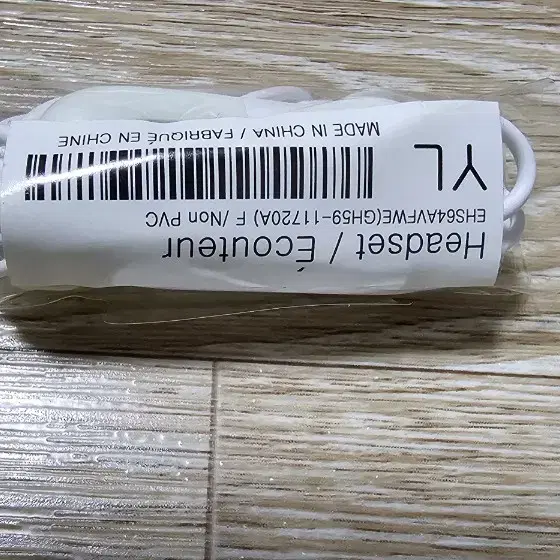 Headset / Écouteur
EHS64AVFWE(GH59-11720A) F /Non PVC
YL
MADE IN CHINA / FABRIQUÉ EN CHINE